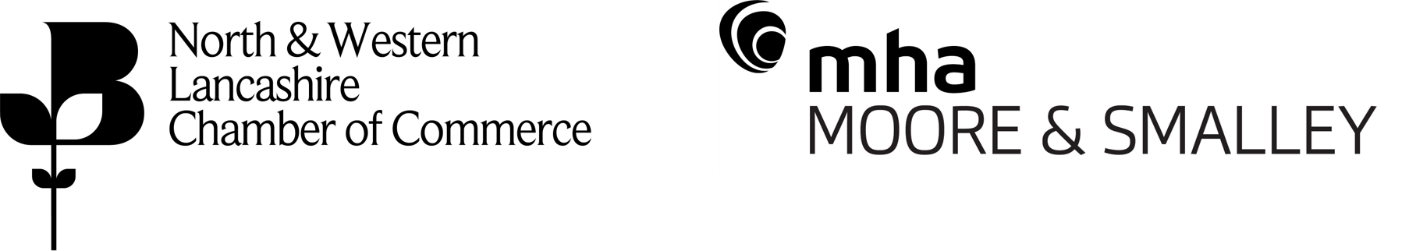 North & Western
Lancashire
Chamber of Commerce
mha
MOORE & SMALLEY